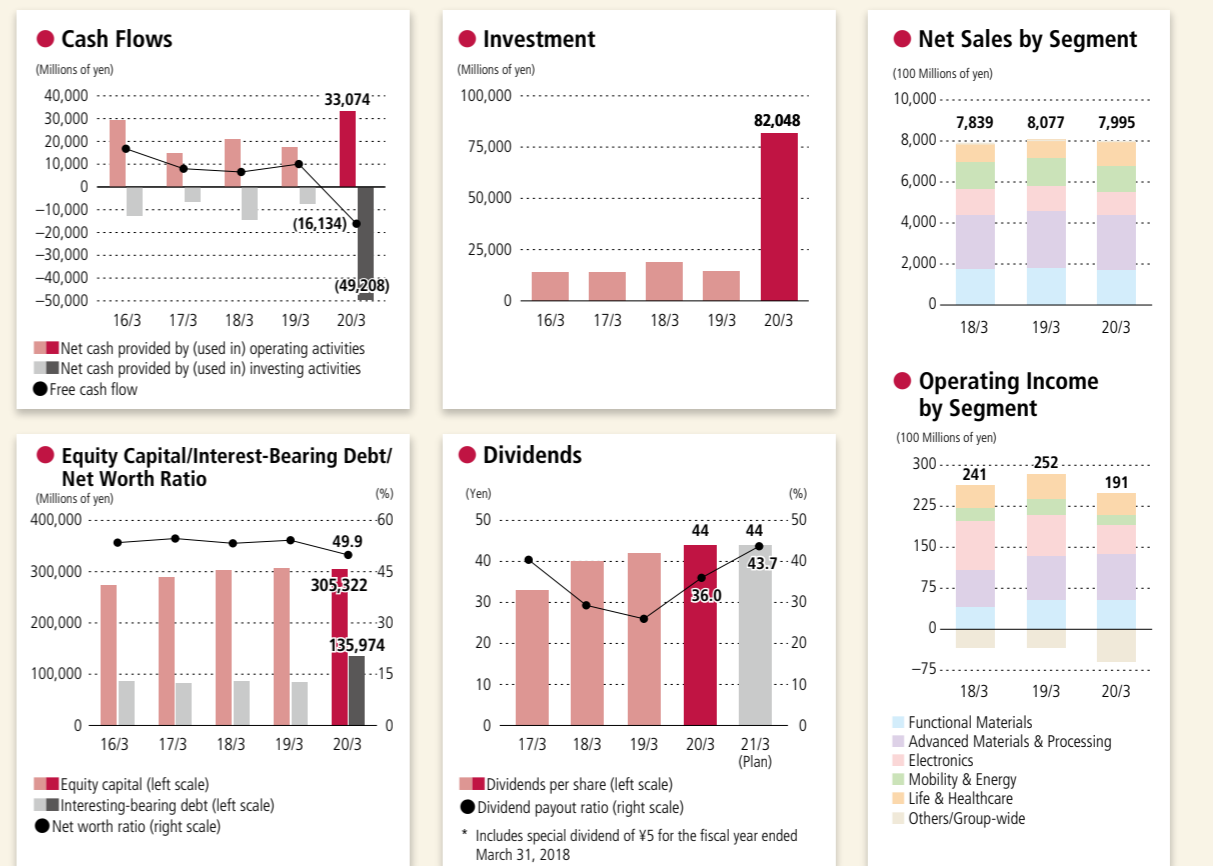 Cash Flows
(Millions of yen)
40,000
30,000
20,000
10,000
0
−10,000
−20,000
−30,000
−40,000
−50,000
33,074
(16,134)
(49,208)
16/3 17/3 18/3 19/3 20/3
Net cash provided by (used in) operating activities
Net cash provided by (used in) investing activities
Free cash flow
Investment
(Millions of yen)
100,000
75,000
50,000
25,000
0
82,048
16/3 17/3 18/3 19/3 20/3
Equity Capital/Interest-Bearing Debt/
Net Worth Ratio
(Millions of yen) (%)
400,000 60
300,000 45
200,000 30
100,000 15
0 0
49.9
305,322
135,974
16/3 17/3 18/3 19/3 20/3
Equity capital (left scale)
Interesting-bearing debt (left scale)
Net worth ratio (right scale)
Dividends
(Yen) (%)
50 50
40 40
30 30
20 20
10 10
0 0
44 44
43.7
36.0
17/3 18/3 19/3 20/3 21/3
(Plan)
Dividends per share (left scale)
Dividend payout ratio (right scale)
* Includes special dividend of ¥5 for the fiscal year ended
March 31, 2018
Net Sales by Segment
(100 Millions of yen)
10,000
8,000
6,000
4,000
2,000
0
7,839 8,077 7,995
18/3 19/3 20/3
Operating Income
by Segment
(100 Millions of yen)
300
225
150
75
0
−75
241 252 191
18/3 19/3 20/3
Functional Materials
Advanced Materials & Processing
Electronics
Mobility & Energy
Life & Healthcare
Others/Group-wide